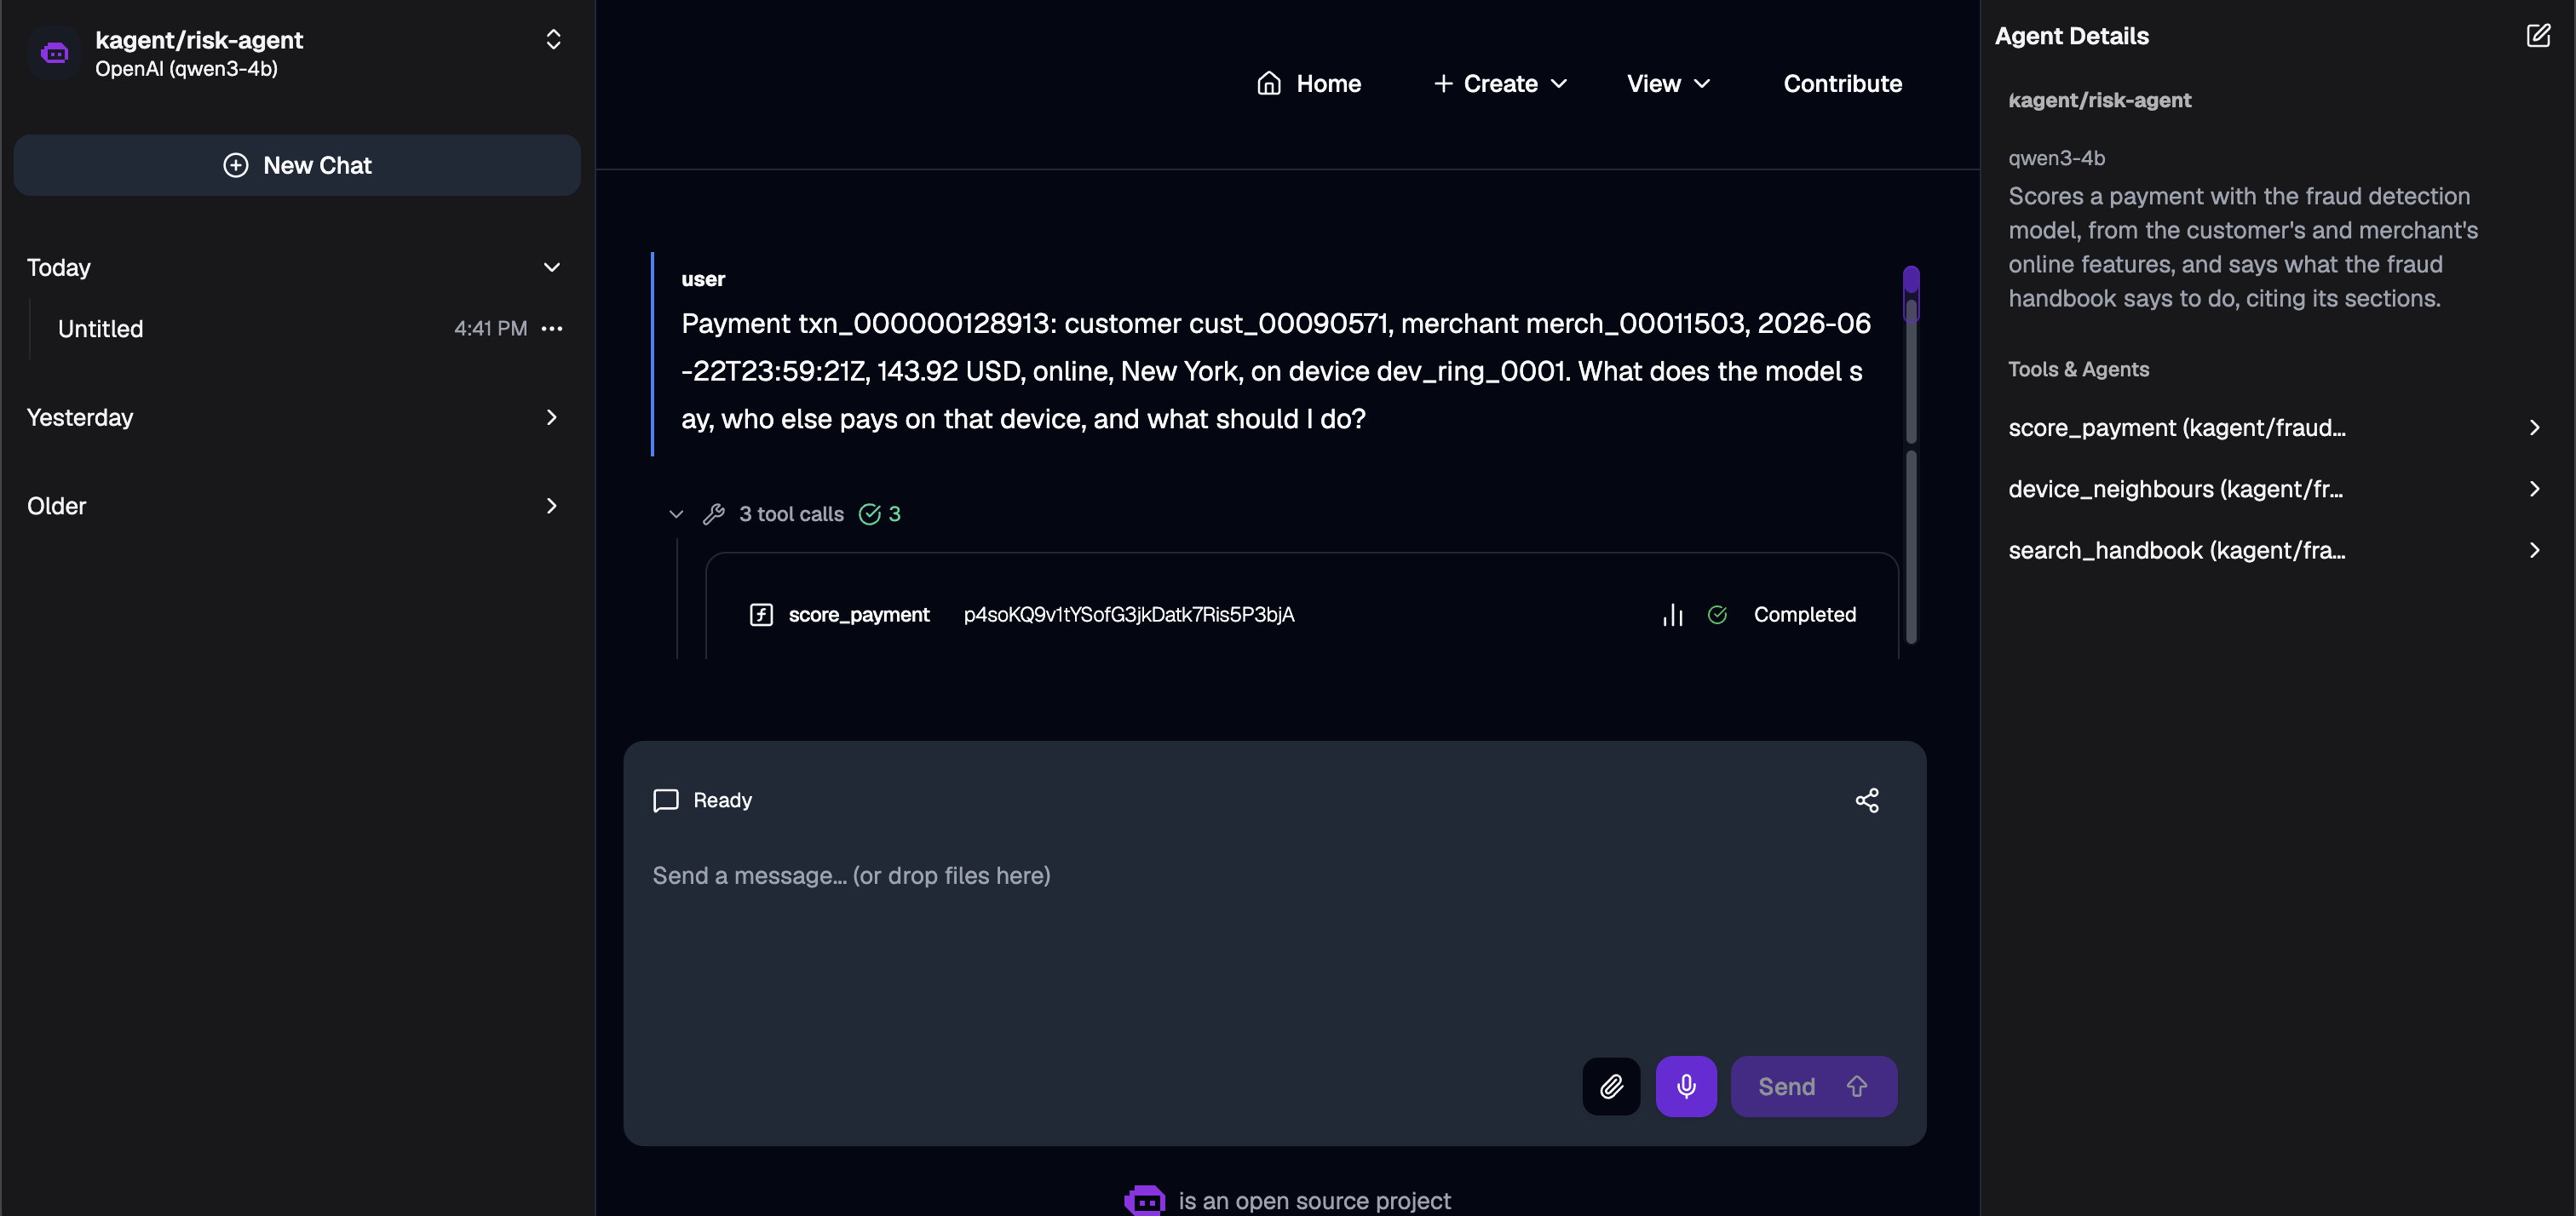 kagent/risk-agent
OpenAI (qwen3-4b)
New Chat
Today
Untitled
4:41 PM
Yesterday
Older
Home
Create
View
Contribute
user
Payment txn_000000128913: customer cust_00090571, merchant merch_00011503, 2026-06
-22T23:59:21Z, 143.92 USD, online, New York, on device dev_ring_0001. What does the model s
ay, who else pays on that device, and what should I do?
3 tool calls 3
score_payment p4soKQ9v1tYSofG3jkDatk7Ris5P3bjA Completed
Ready
Send a message... (or drop files here)
Send
is an open source project
Agent Details
kagent/risk-agent
qwen3-4b
Scores a payment with the fraud detection
model, from the customer's and merchant's
online features, and says what the fraud
handbook says to do, citing its sections.
Tools & Agents
score_payment (kagent/fraud...
device_neighbours (kagent/fr...
search_handbook (kagent/fra...